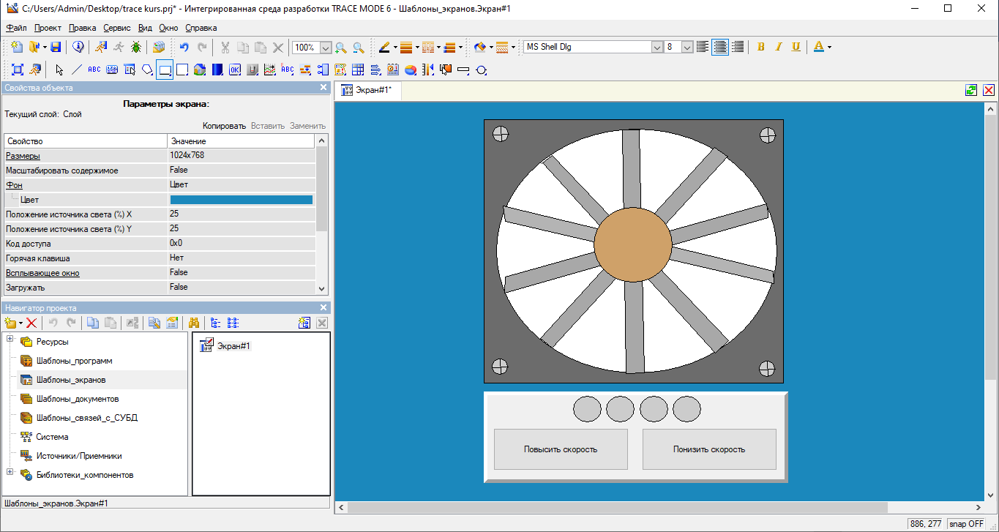 C:/Users/Admin/Desktop/trace kurs.prj* - Интегрированная среда разработки TRACE MODE 6 - Шаблоны_экранов.Экран#1
Файл Проект Правка Сервис Вид Окно Справка
100% MS Shell Dlg 8 B I U A
ABC OK ABC
Свойства объекта
Экран#1*
Параметры экрана:
Текущий слой: Слой
Копировать Вставить Заменить
Свойство Значение
Размеры 1024x768
Масштабировать содержимое False
Фон Цвет
Цвет
Положение источника света (%) X 25
Положение источника света (%) Y 25
Код доступа 0x0
Горячая клавиша Нет
Всплывающее окно False
Загружать False
Навигатор проекта
Ресурсы
Шаблоны_программ
Шаблоны_экранов
Шаблоны_документов
Шаблоны_связей_с_СУБД
Система
Источники/Приемники
Библиотеки_компонентов
Экран#1
Повысить скорость Понизить скорость
Шаблоны_экранов.Экран#1
886, 277 snap OFF